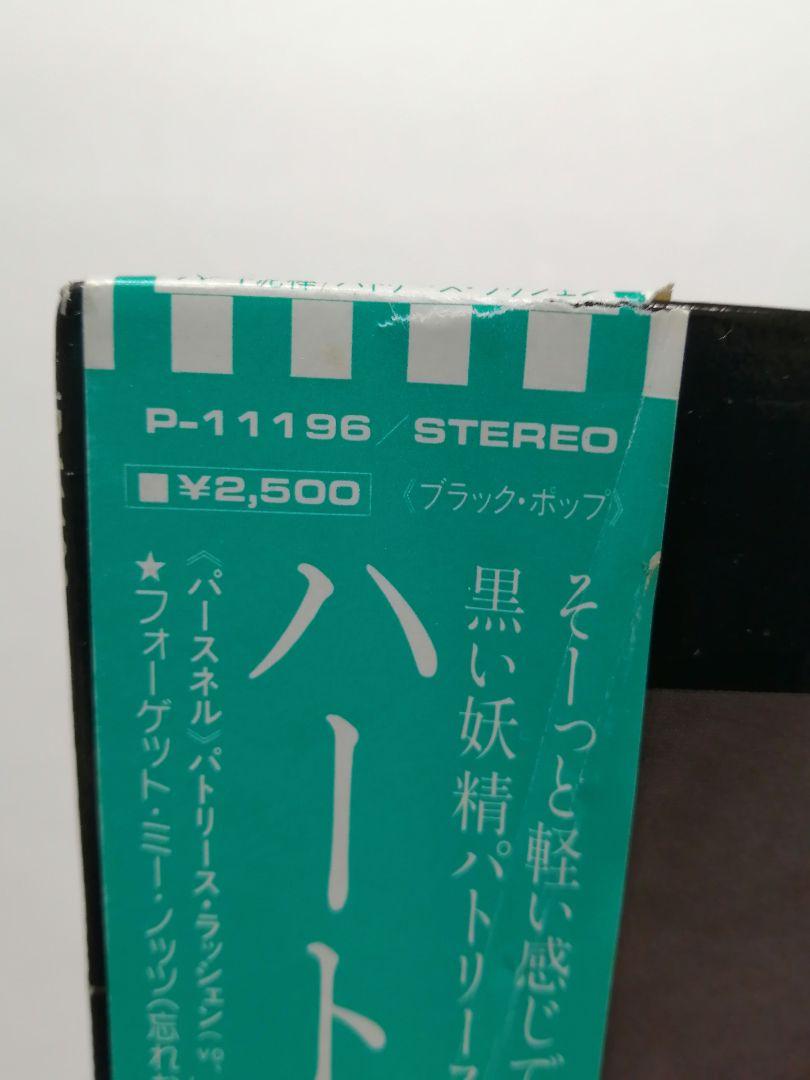 P-11196/STEREO
■¥2,500
《ブラック・ポップ》
そーっと軽い感じで
黒い妖精パトリース
ハート
《パースネル》パトリース・ラッシェン(vo.
★フォーゲット・ミー・ノッツ(忘れ